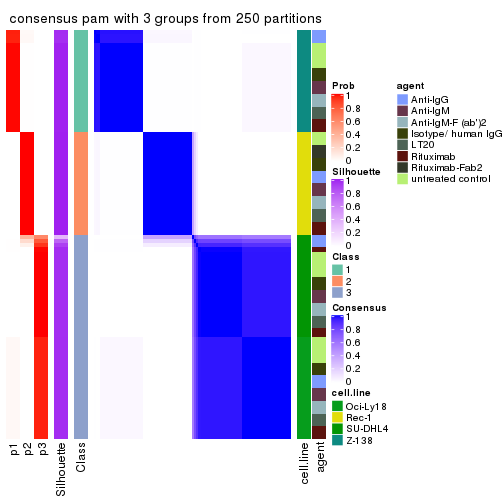 consensus pam with 3 groups from 250 partitions
Prob
1
0.8
0.6
0.4
0.2
0
Silhouette
1
0.8
0.6
0.4
0.2
0
Class
1
2
3
Consensus
1
0.8
0.6
0.4
0.2
0
cell.line
Oci-Ly18
Rec-1
SU-DHL4
Z-138
agent
Anti-IgG
Anti-IgM
Anti-IgM-F (ab')2
Isotype/ human IgG
LT20
Rituximab
Rituximab-Fab2
untreated control
p1
p2
p3
Silhouette
Class
cell.line
agent